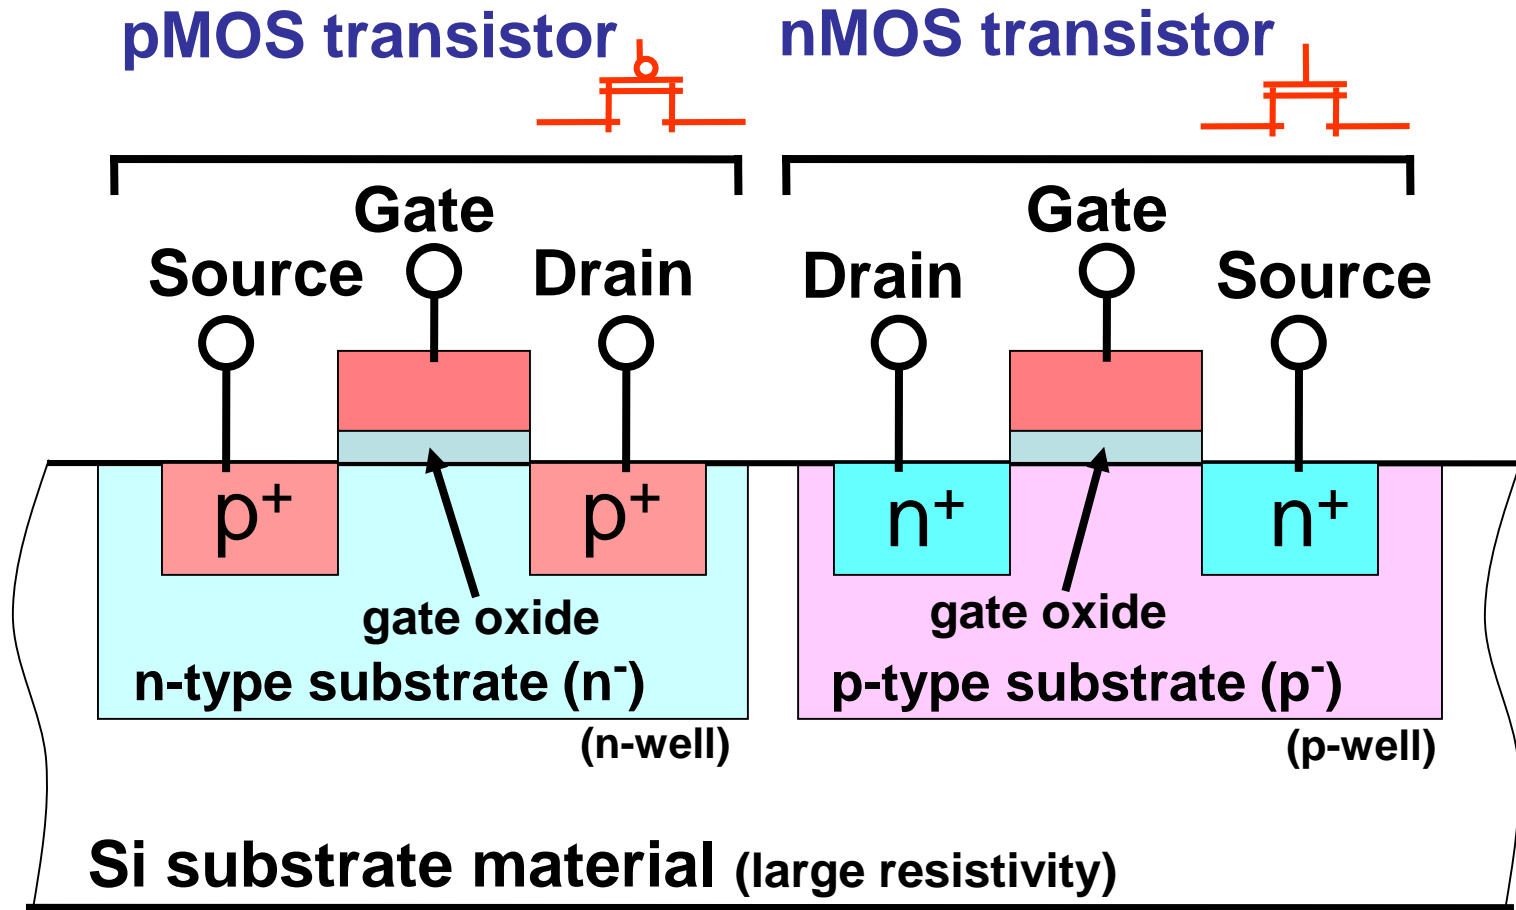 pMOS transistor
nMOS transistor
Gate
Source
Drain
Gate
Drain
Source
p⁺
p⁺
n⁺
n⁺
gate oxide
gate oxide
n-type substrate (n⁻)
(n-well)
p-type substrate (p⁻)
(p-well)
Si substrate material (large resistivity)